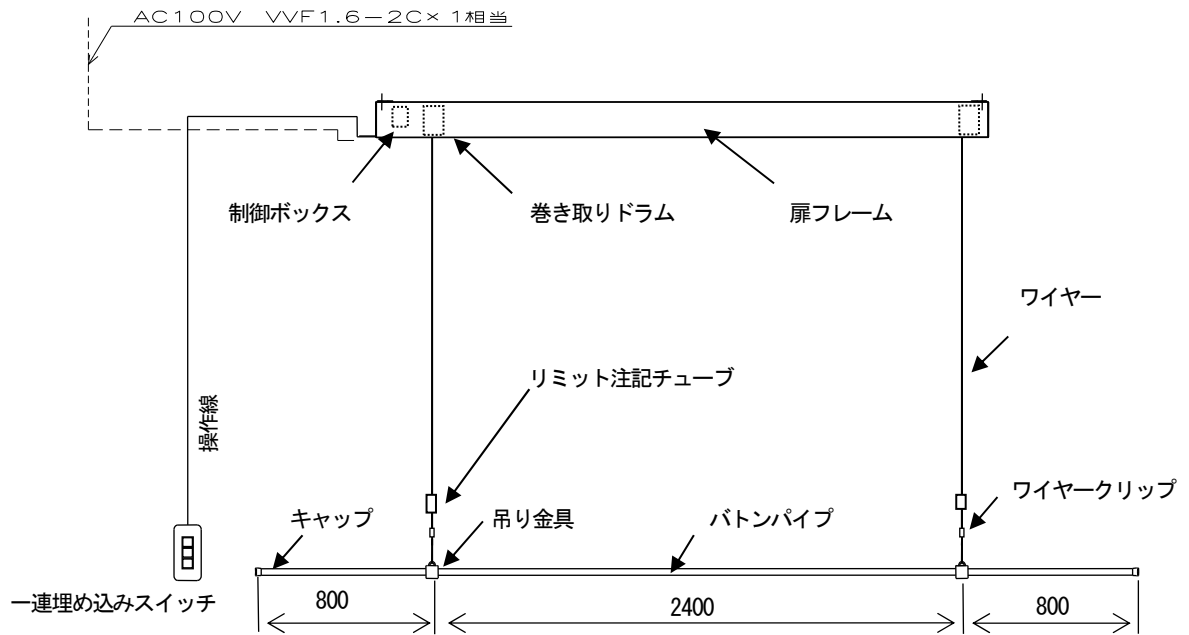 AC100V VVF1.6－2C×1相当
制御ボックス
巻き取りドラム
扉フレーム
ワイヤー
リミット注記チューブ
操作線
ワイヤークリップ
キャップ
吊り金具
バトンパイプ
一連埋め込みスイッチ
800
2400
800